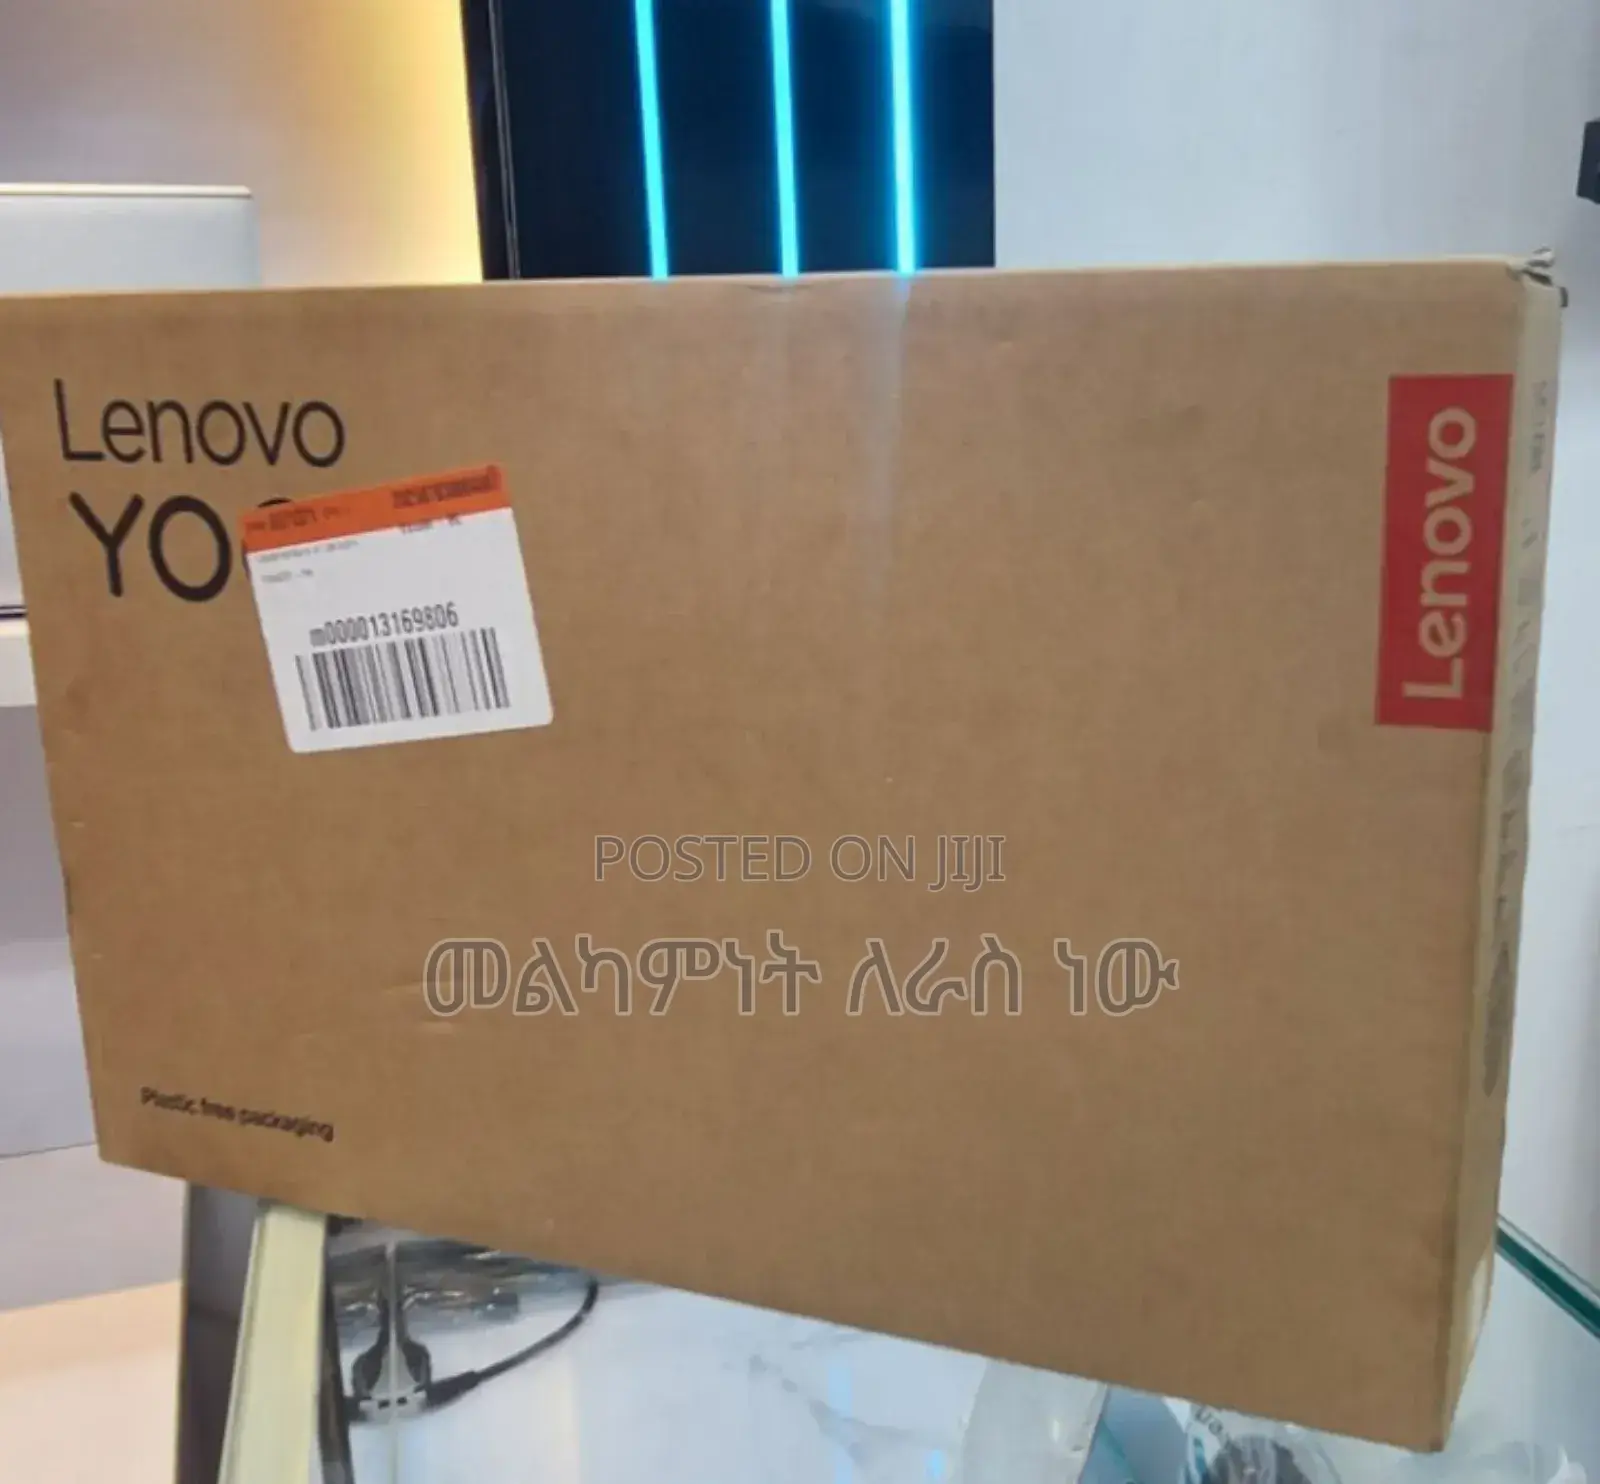 Lenovo
YO
m000013169806
Lenovo
POSTED ON JIJI
መልካምነት ለራስ ነው
Plastic free packaging